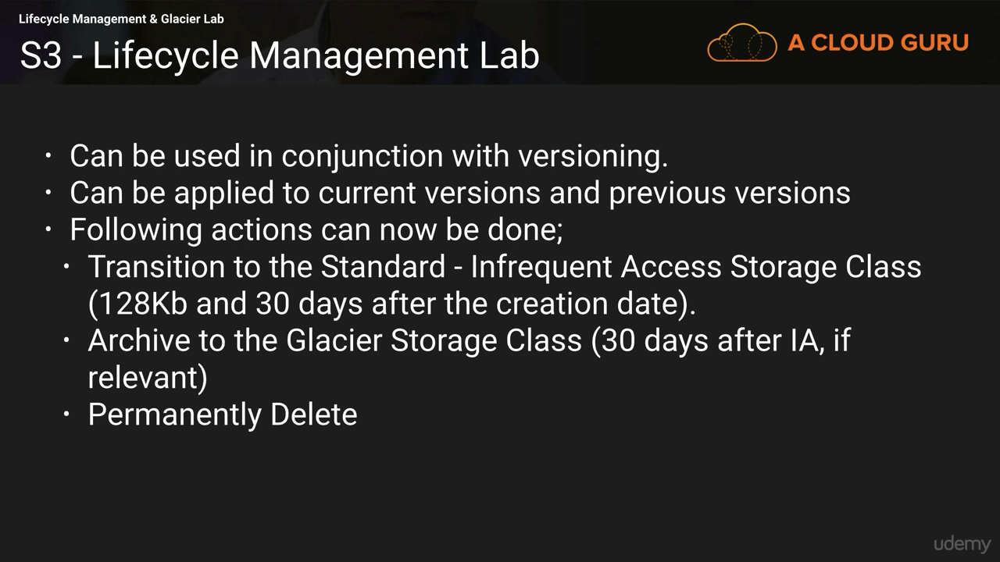 Lifecycle Management & Glacier Lab
S3 - Lifecycle Management Lab
A CLOUD GURU
· Can be used in conjunction with versioning.
· Can be applied to current versions and previous versions
· Following actions can now be done;
· Transition to the Standard - Infrequent Access Storage Class
(128Kb and 30 days after the creation date).
· Archive to the Glacier Storage Class (30 days after IA, if
relevant)
· Permanently Delete
udemy